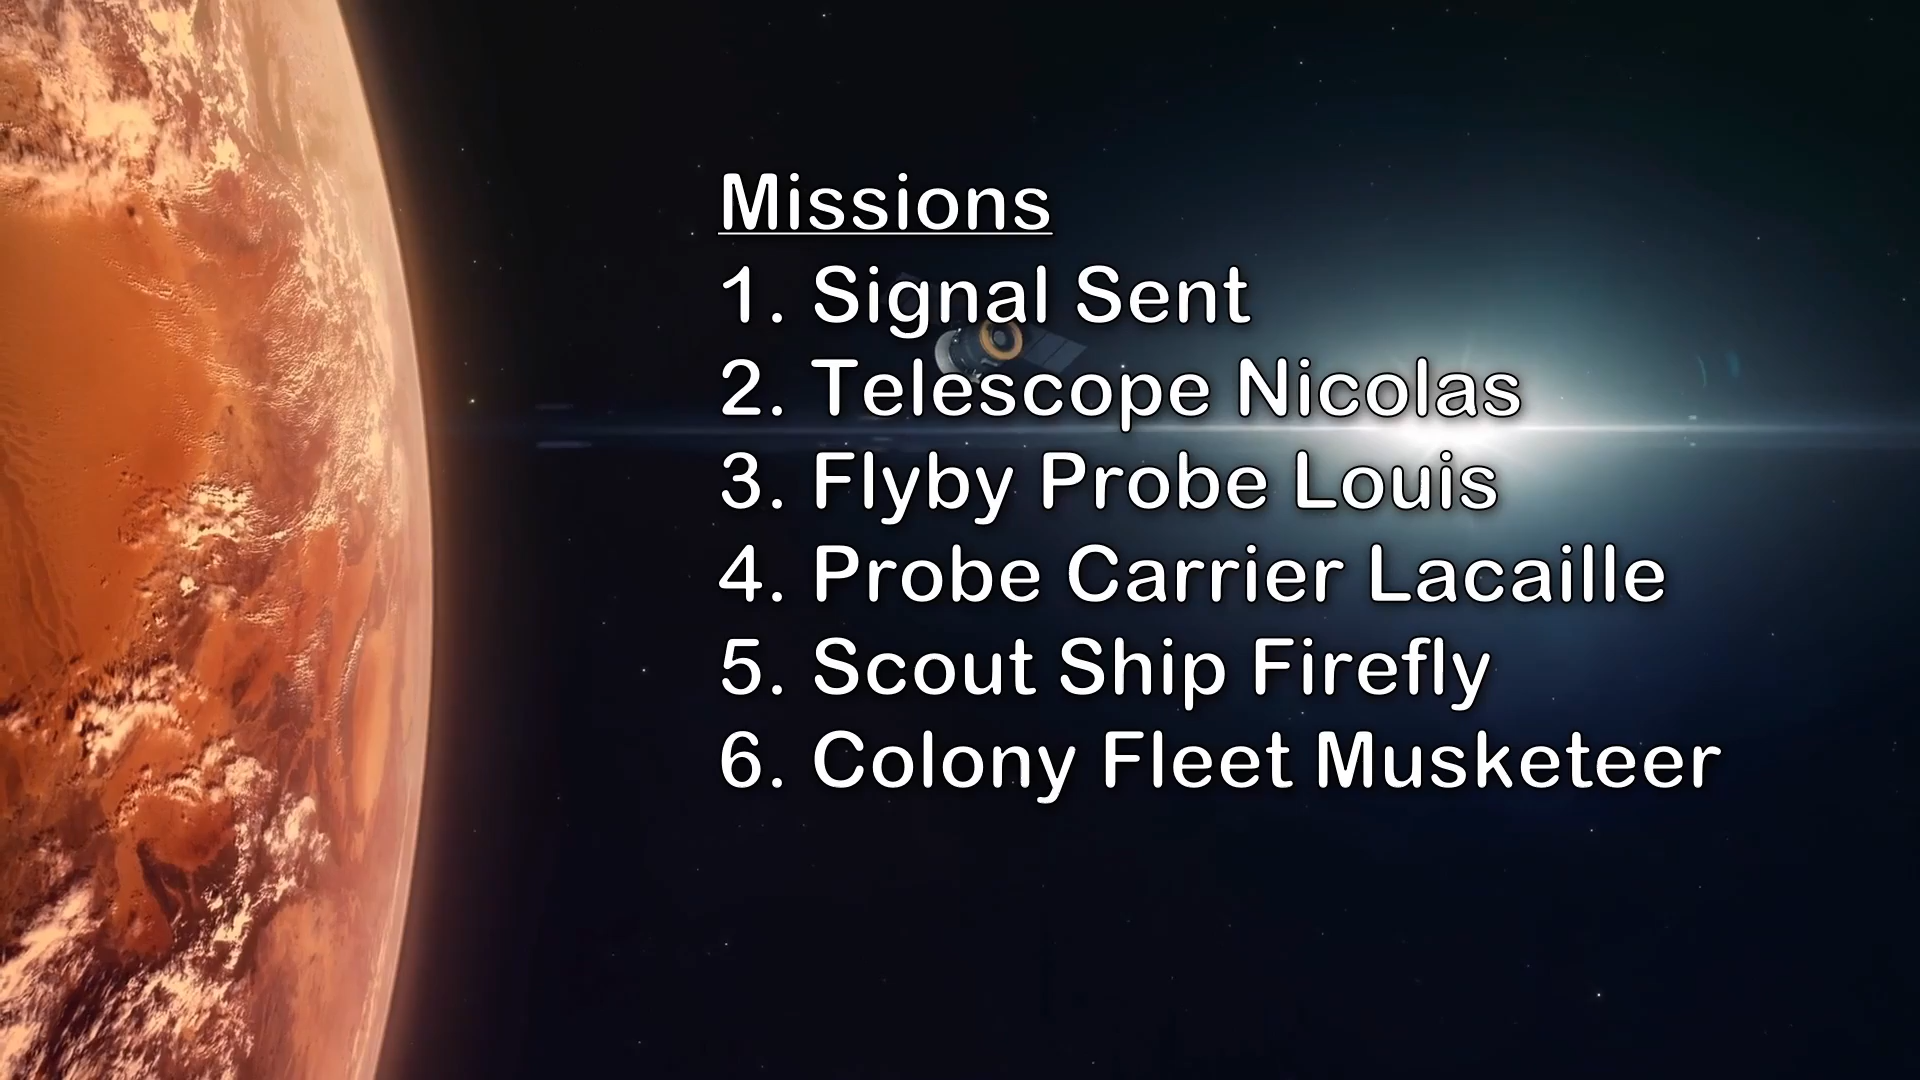 Missions
1. Signal Sent
2. Telescope Nicolas
3. Flyby Probe Louis
4. Probe Carrier Lacaille
5. Scout Ship Firefly
6. Colony Fleet Musketeer